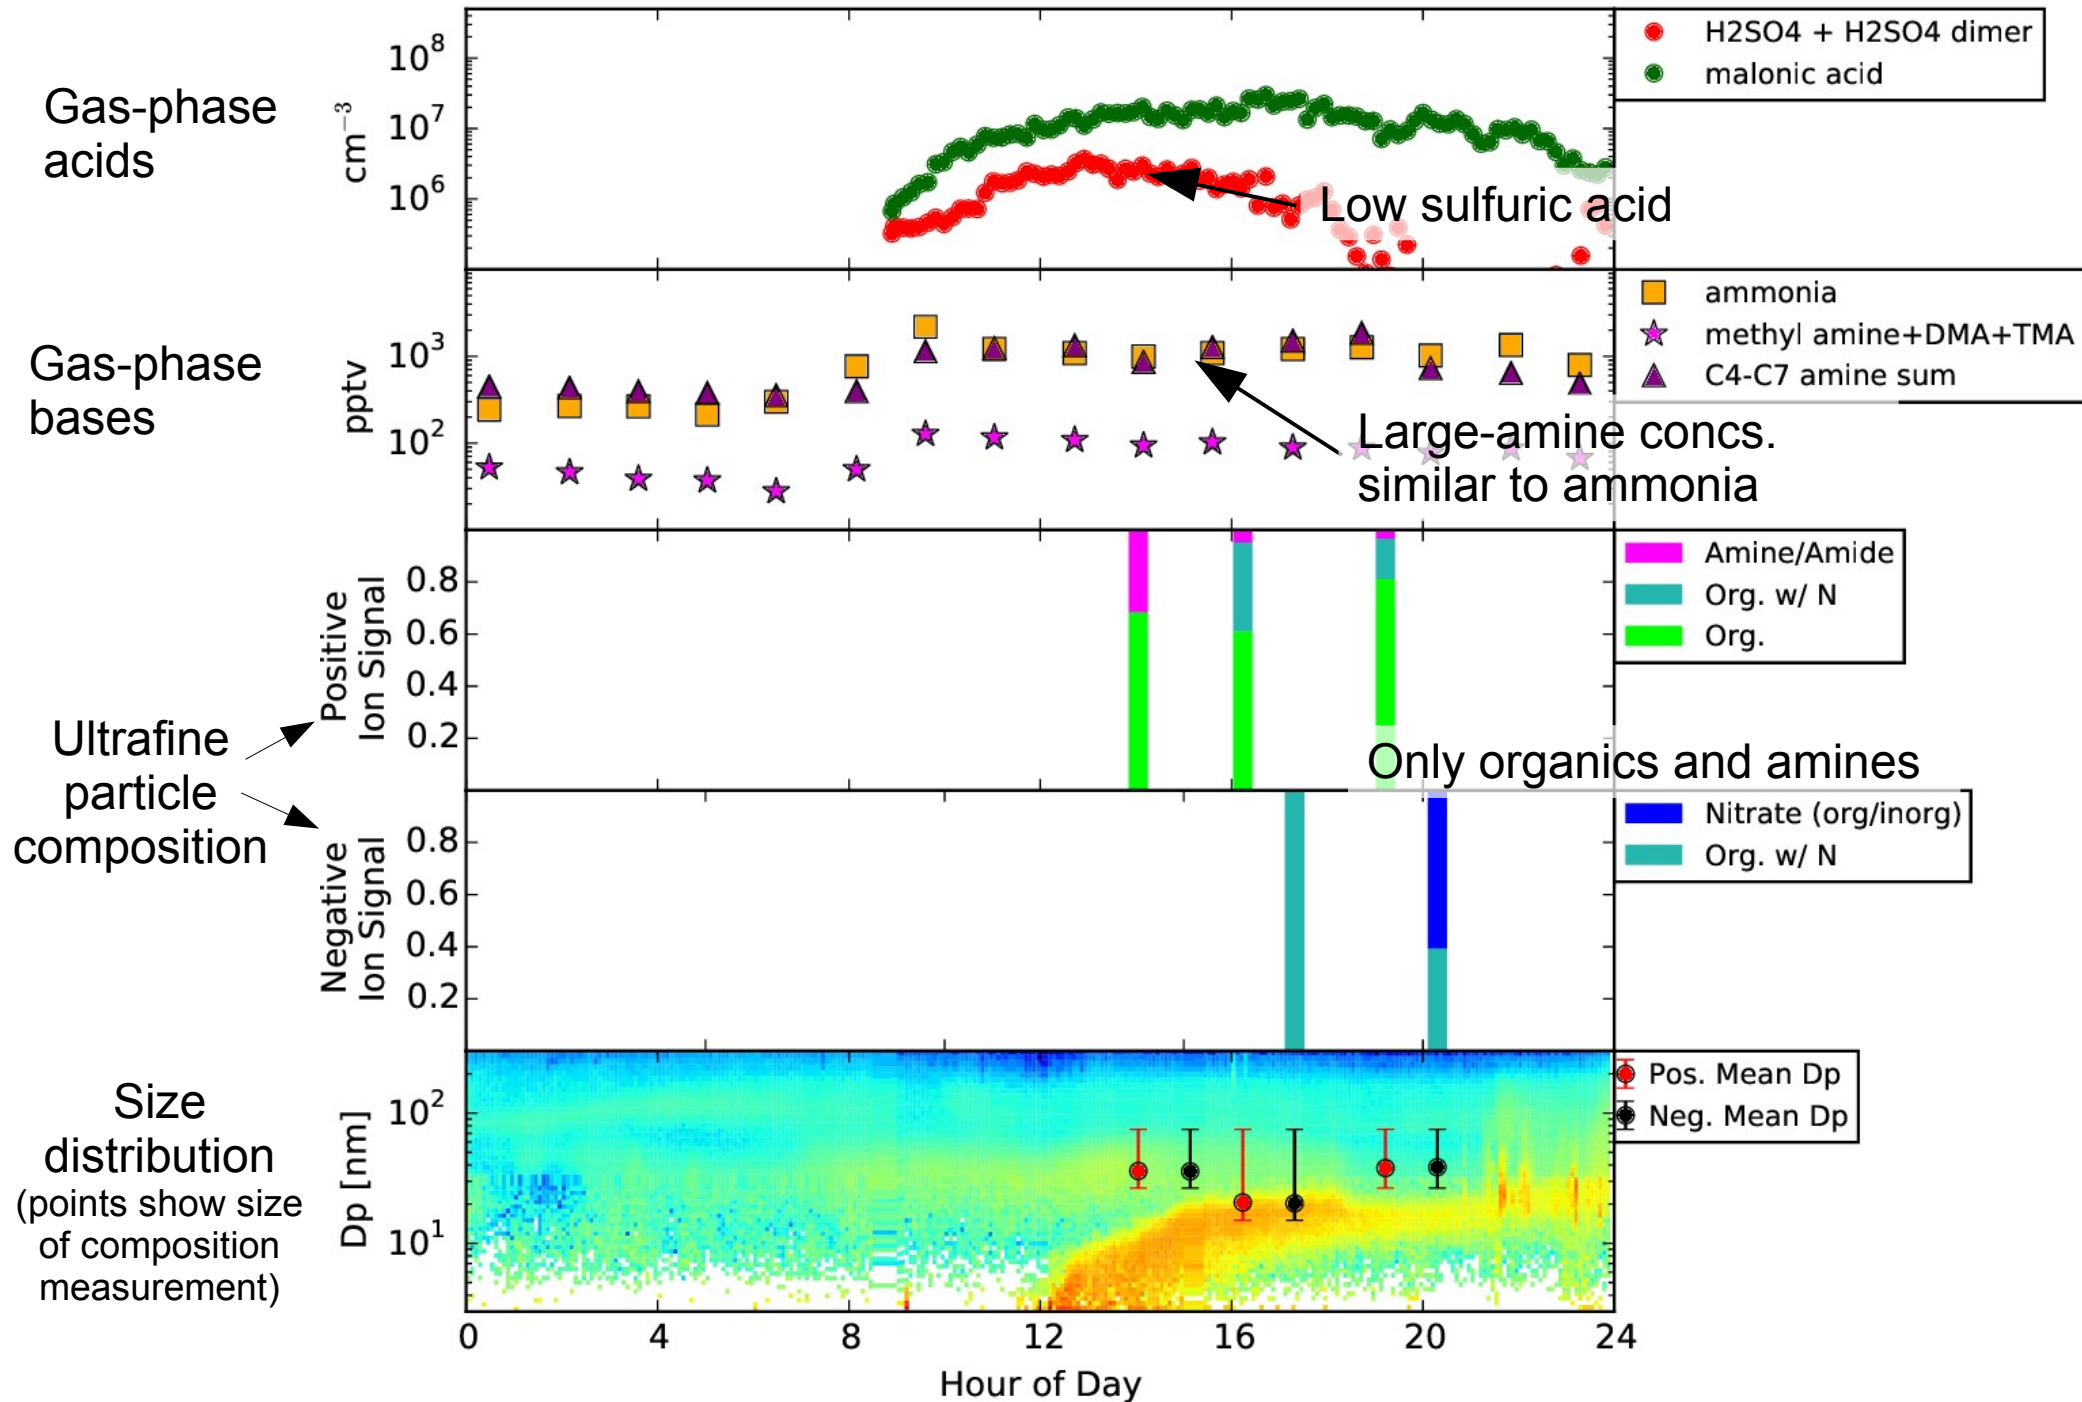 Gas-phase
acids
cm⁻³
10⁸
10⁷
10⁶
H2SO4 + H2SO4 dimer
malonic acid
Low sulfuric acid
Gas-phase
bases
pptv
10³
10²
ammonia
methyl amine+DMA+TMA
C4-C7 amine sum
Large-amine concs.
similar to ammonia
Ultrafine
particle
composition
Positive
Ion Signal
0.8
0.6
0.4
0.2
Amine/Amide
Org. w/ N
Org.
Only organics and amines
Negative
Ion Signal
0.8
0.6
0.4
0.2
Nitrate (org/inorg)
Org. w/ N
Size
distribution
(points show size
of composition
measurement)
Dp [nm]
10²
10¹
Pos. Mean Dp
Neg. Mean Dp
0 4 8 12 16 20 24
Hour of Day